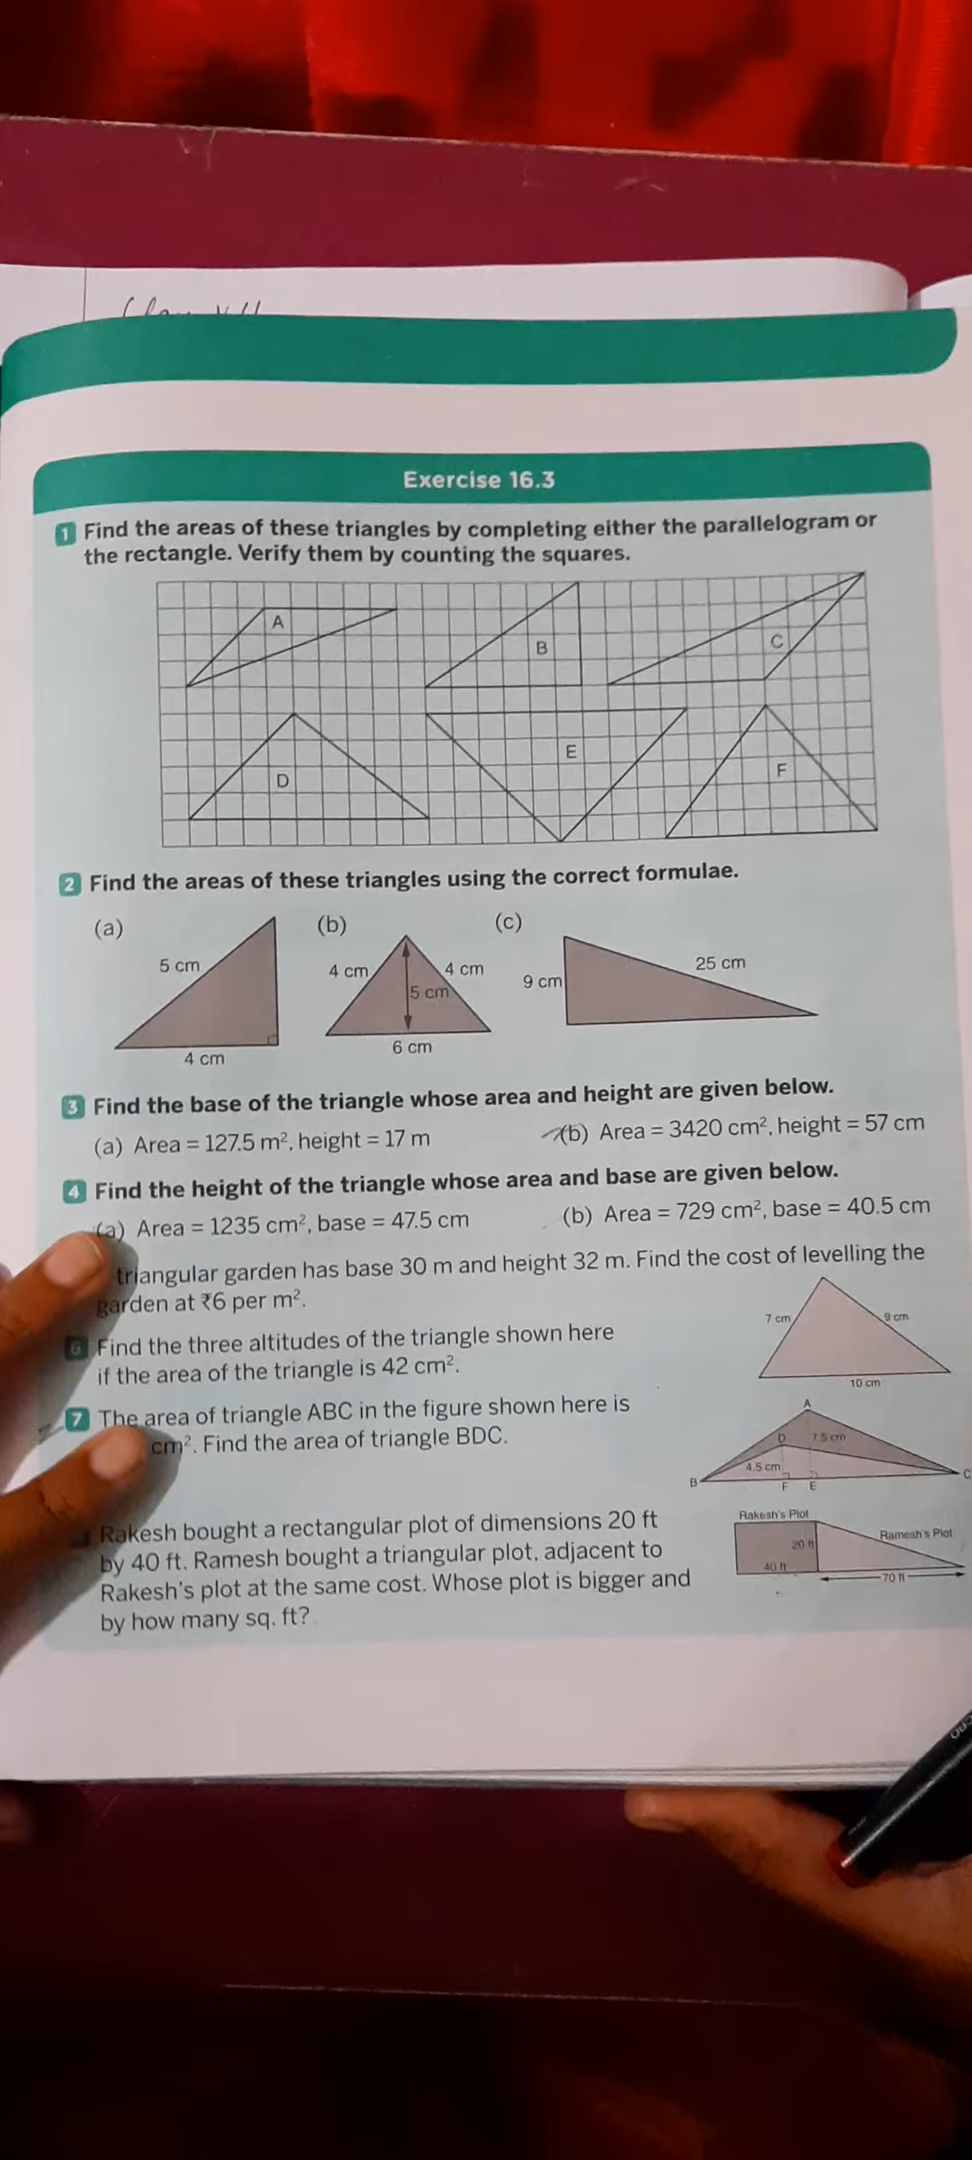 Exercise 16.3
1 Find the areas of these triangles by completing either the parallelogram or
the rectangle. Verify them by counting the squares.
A
B
C
D
E
F
2 Find the areas of these triangles using the correct formulae.
(a)
5 cm
4 cm
(b)
4 cm
4 cm
5 cm
6 cm
(c)
9 cm
25 cm
3 Find the base of the triangle whose area and height are given below.
(a) Area = 127.5 m², height = 17 m
(b) Area = 3420 cm², height = 57 cm
4 Find the height of the triangle whose area and base are given below.
(a) Area = 1235 cm², base = 47.5 cm
(b) Area = 729 cm², base = 40.5 cm
triangular garden has base 30 m and height 32 m. Find the cost of levelling the
garden at ₹6 per m².
6 Find the three altitudes of the triangle shown here
if the area of the triangle is 42 cm².
7 cm
9 cm
10 cm
7 The area of triangle ABC in the figure shown here is
cm². Find the area of triangle BDC.
A
D
7.5 cm
4.5 cm
B
F
E
C
Rakesh bought a rectangular plot of dimensions 20 ft
by 40 ft. Ramesh bought a triangular plot, adjacent to
Rakesh's plot at the same cost. Whose plot is bigger and
by how many sq. ft?
Rakesh's Plot
Ramesh's Plot
20 ft
40 ft
70 ft